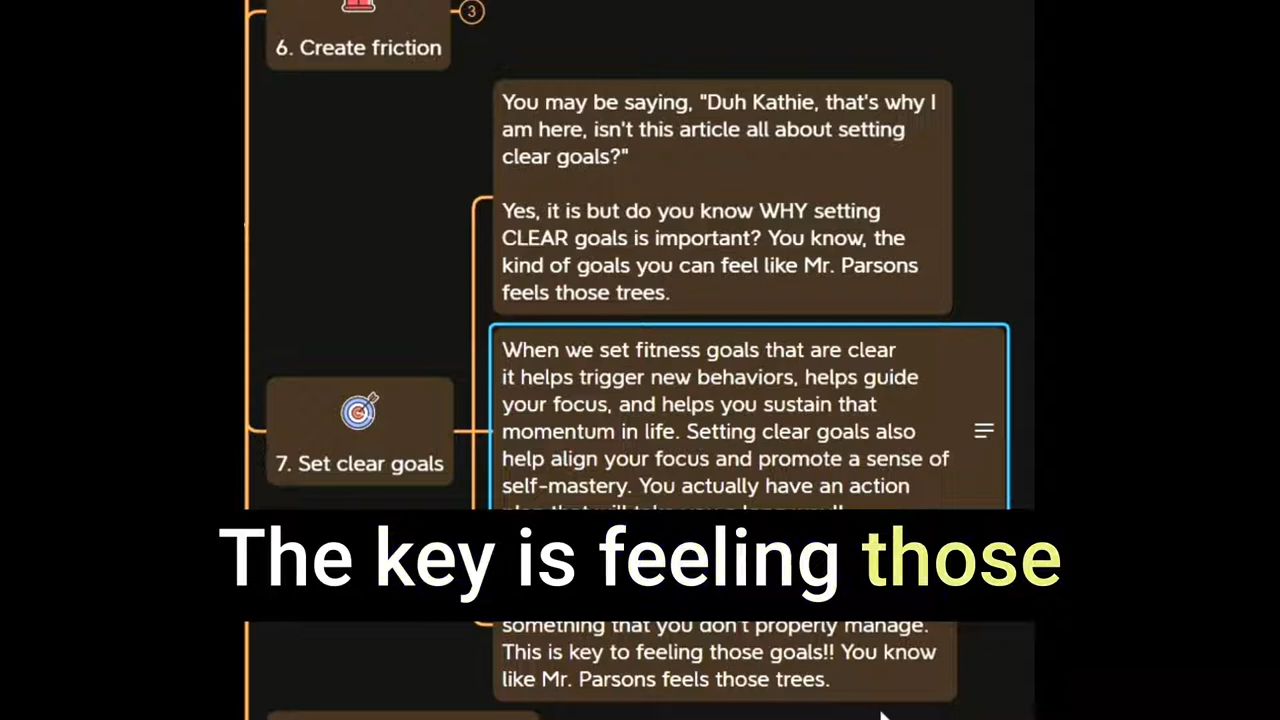 3
6. Create friction
You may be saying, "Duh Kathie, that's why I
am here, isn't this article all about setting
clear goals?"
Yes, it is but do you know WHY setting
CLEAR goals is important? You know, the
kind of goals you can feel like Mr. Parsons
feels those trees.
7. Set clear goals
When we set fitness goals that are clear
it helps trigger new behaviors, helps guide
your focus, and helps you sustain that
momentum in life. Setting clear goals also
help align your focus and promote a sense of
self-mastery. You actually have an action
The key is feeling those
something that you don't properly manage.
This is key to feeling those goals!! You know
like Mr. Parsons feels those trees.